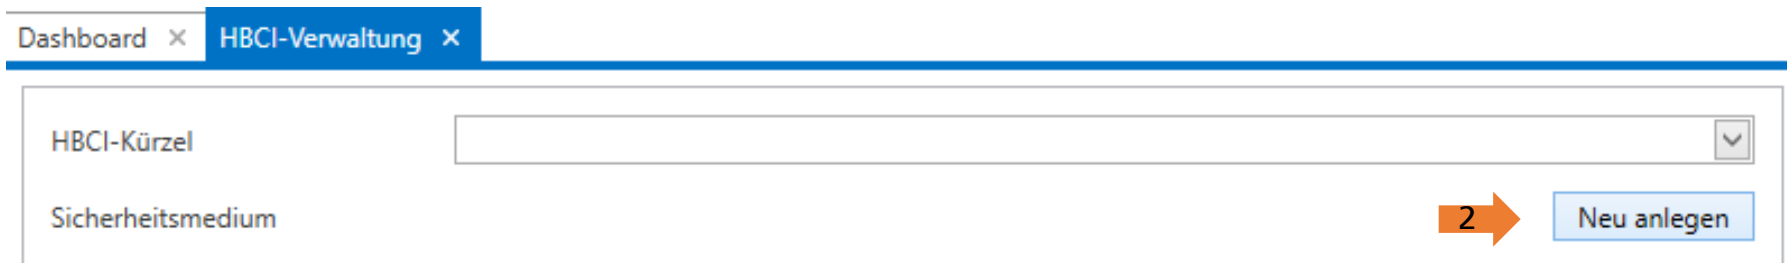 Dashboard × HBCI-Verwaltung ×
HBCI-Kürzel
Sicherheitsmedium 2 Neu anlegen